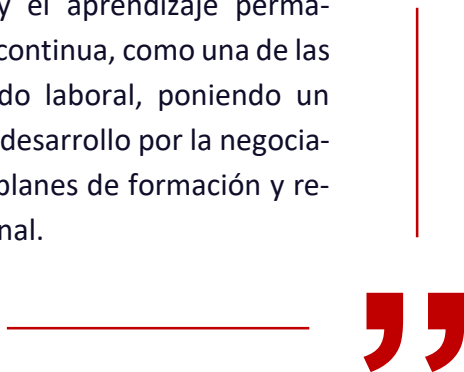 y el aprendizaje perma-
continua, como una de las
do laboral, poniendo un
desarrollo por la negocia-
planes de formación y re-
nal.
”